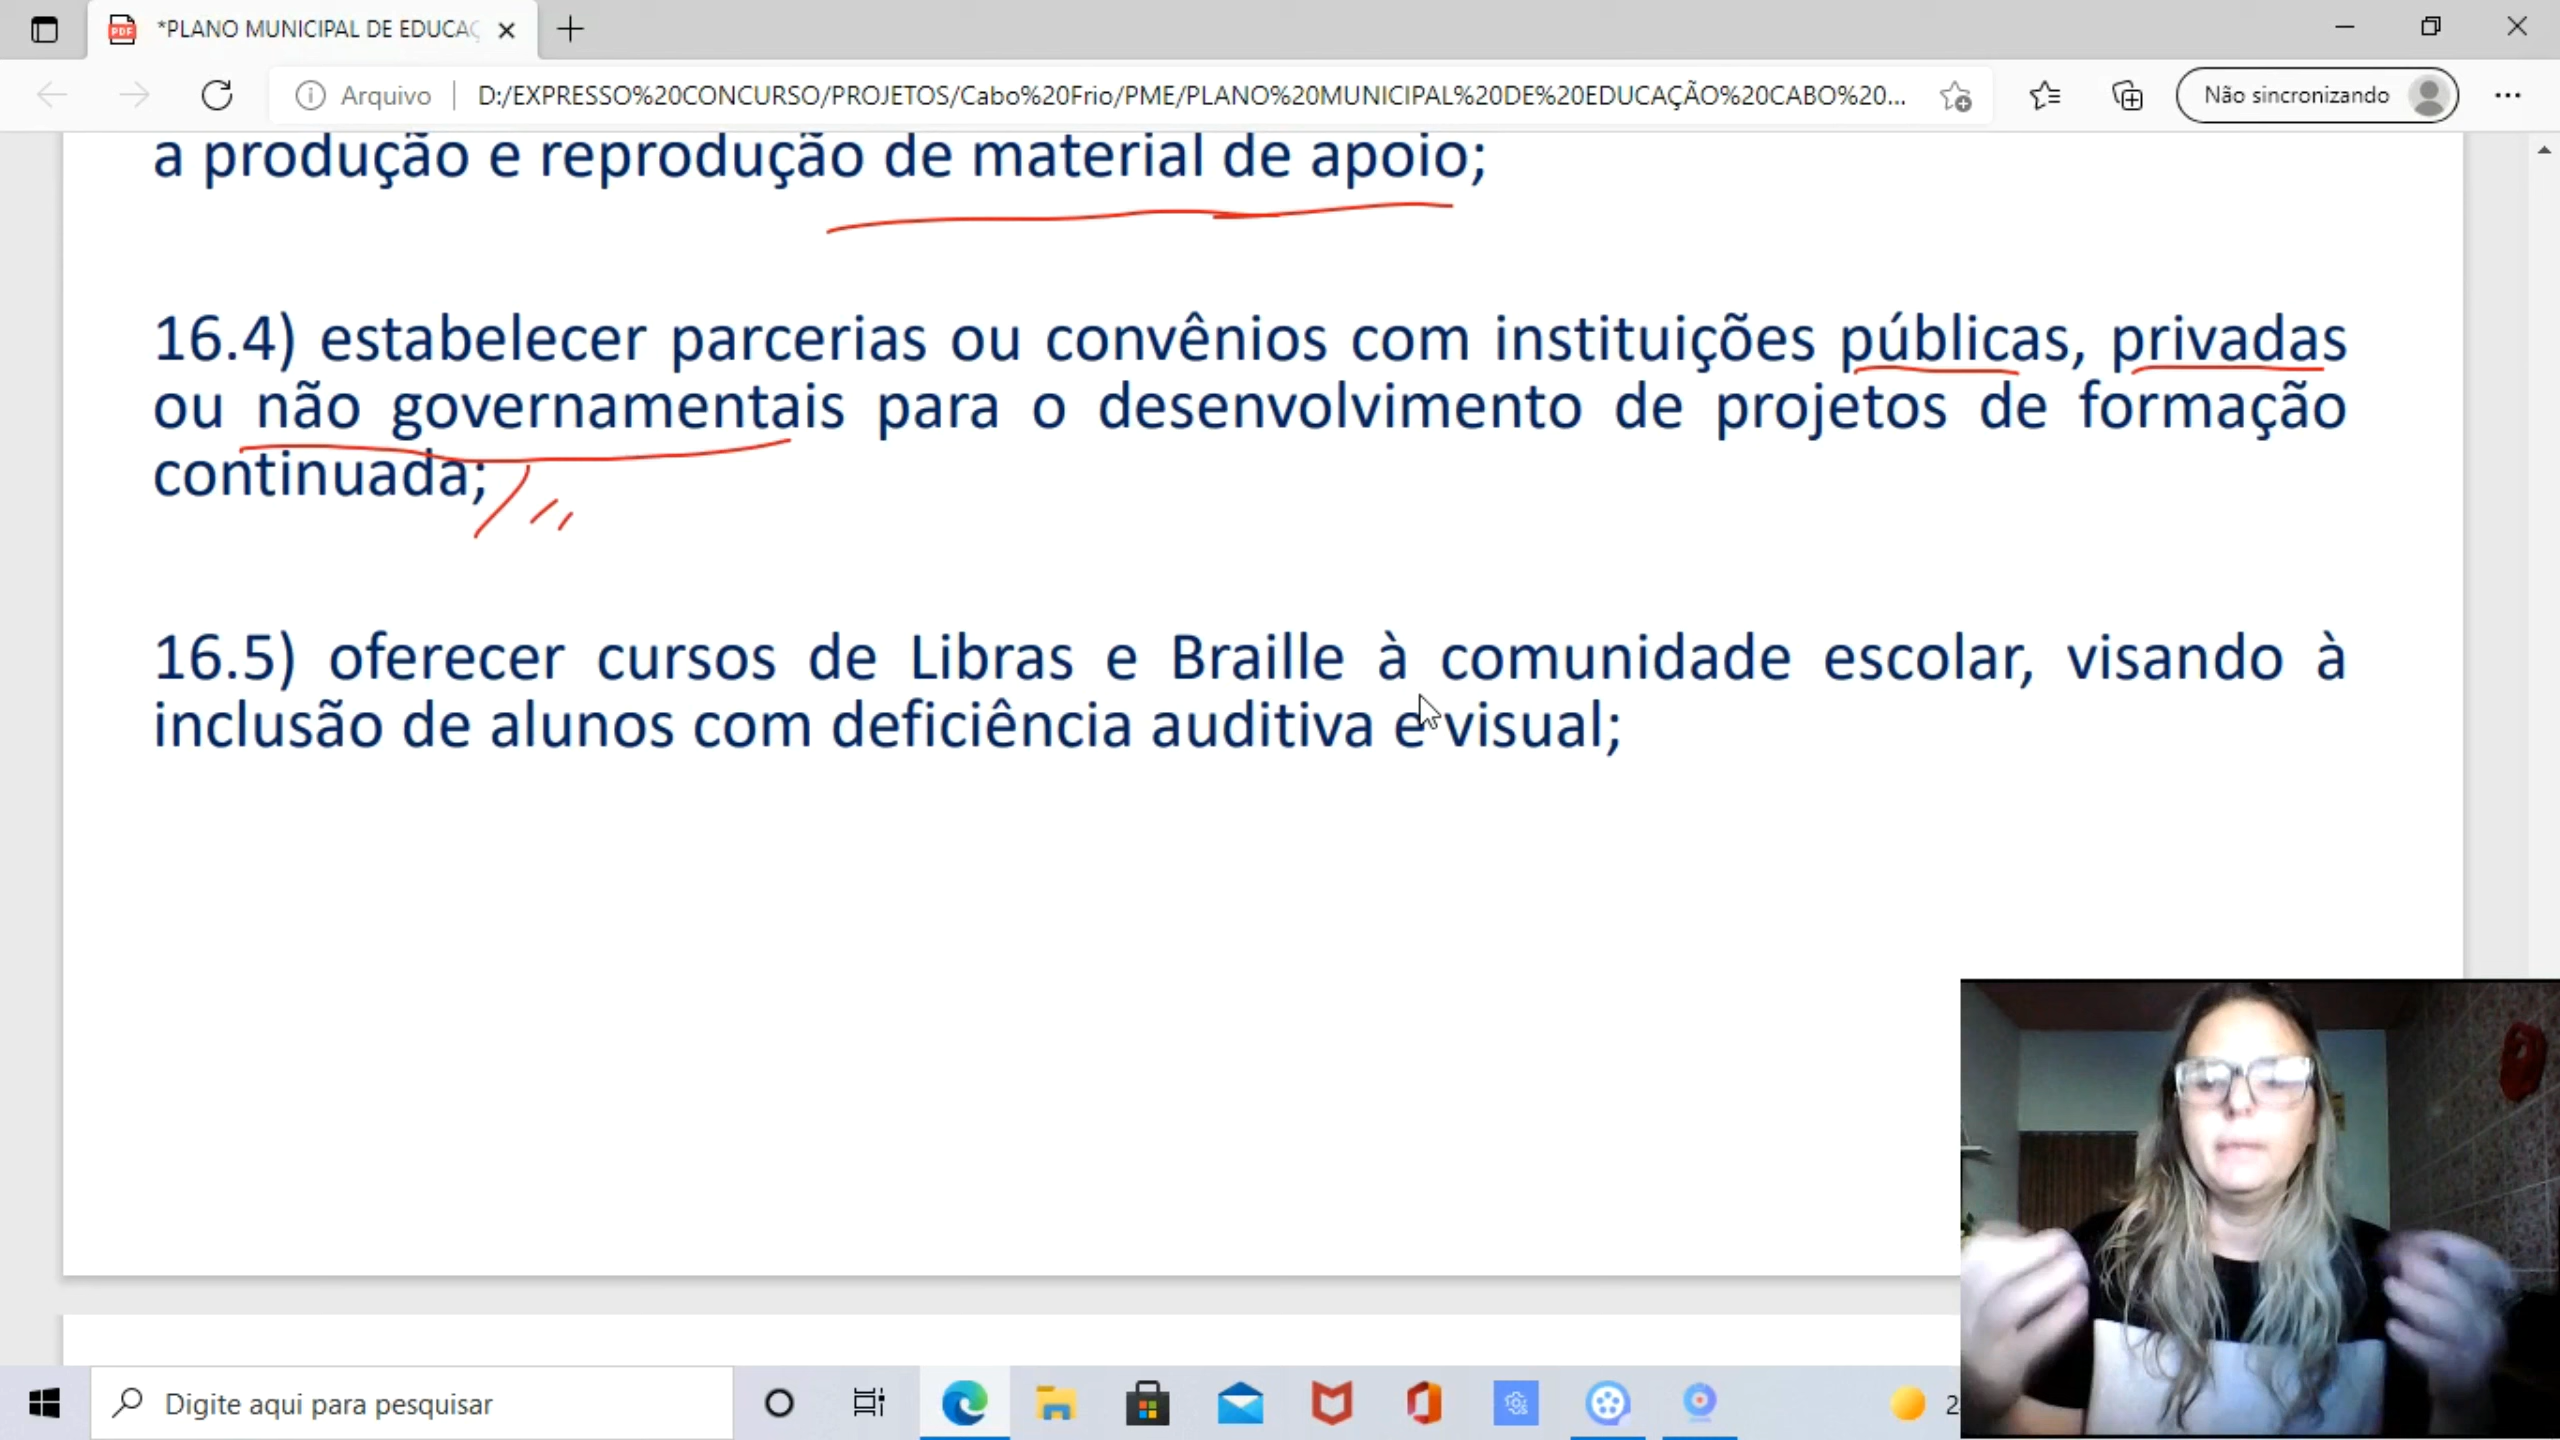 *PLANO MUNICIPAL DE EDUCAÇ
Arquivo
D:/EXPRESSO%20CONCURSO/PROJETOS/Cabo%20Frio/PME/PLANO%20MUNICIPAL%20DE%20EDUCAÇÃO%20CABO%20...
Não sincronizando
a produção e reprodução de material de apoio;
16.4) estabelecer parcerias ou convênios com instituições públicas, privadas
ou não governamentais para o desenvolvimento de projetos de formação
continuada;
16.5) oferecer cursos de Libras e Braille à comunidade escolar, visando à
inclusão de alunos com deficiência auditiva e visual;
Digite aqui para pesquisar
2